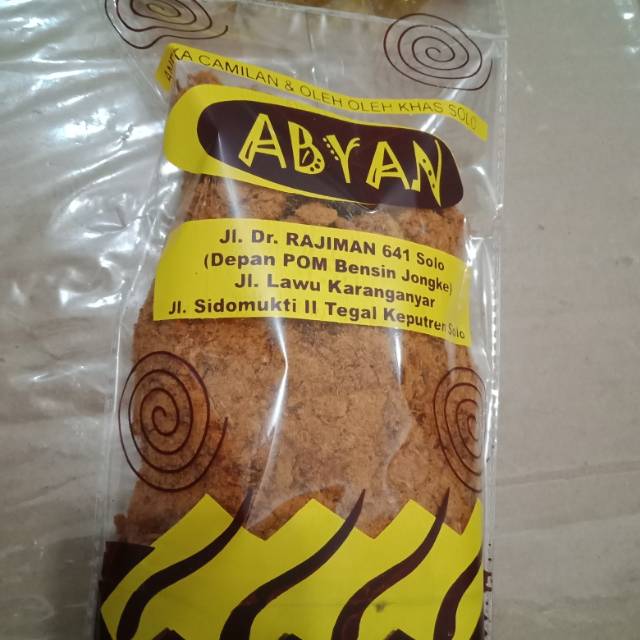 ANEKA CAMILAN & OLEH OLEH KHAS SOLO
ABYAN
Jl. Dr. RAJIMAN 641 Solo
(Depan POM Bensin Jongke)
Jl. Lawu Karanganyar
Jl. Sidomukti II Tegal Keputren Solo